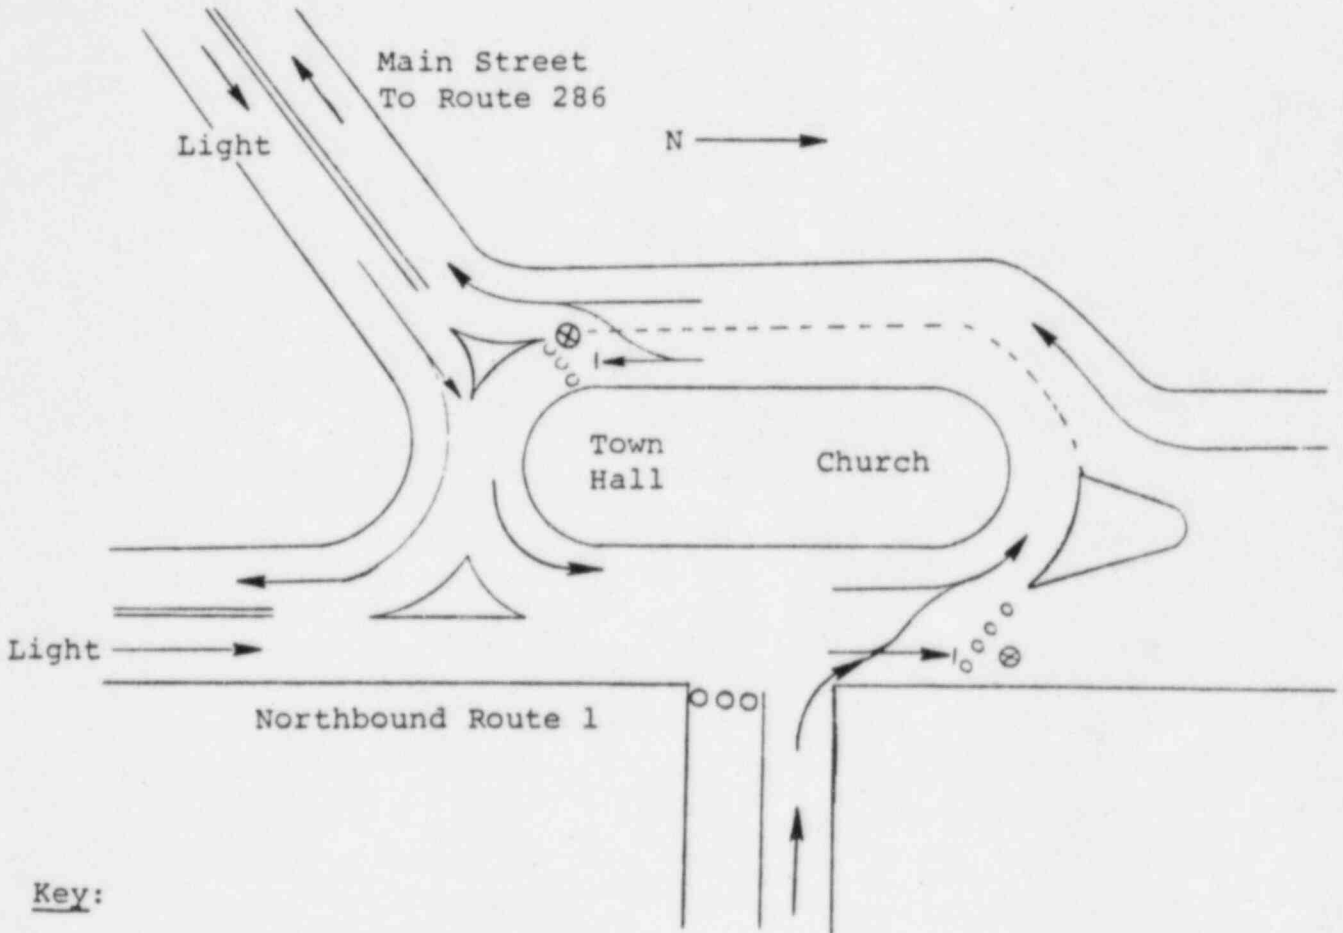 Main Street
To Route 286
N
Light
Town
Hall
Church
Light
Northbound Route 1
Key: